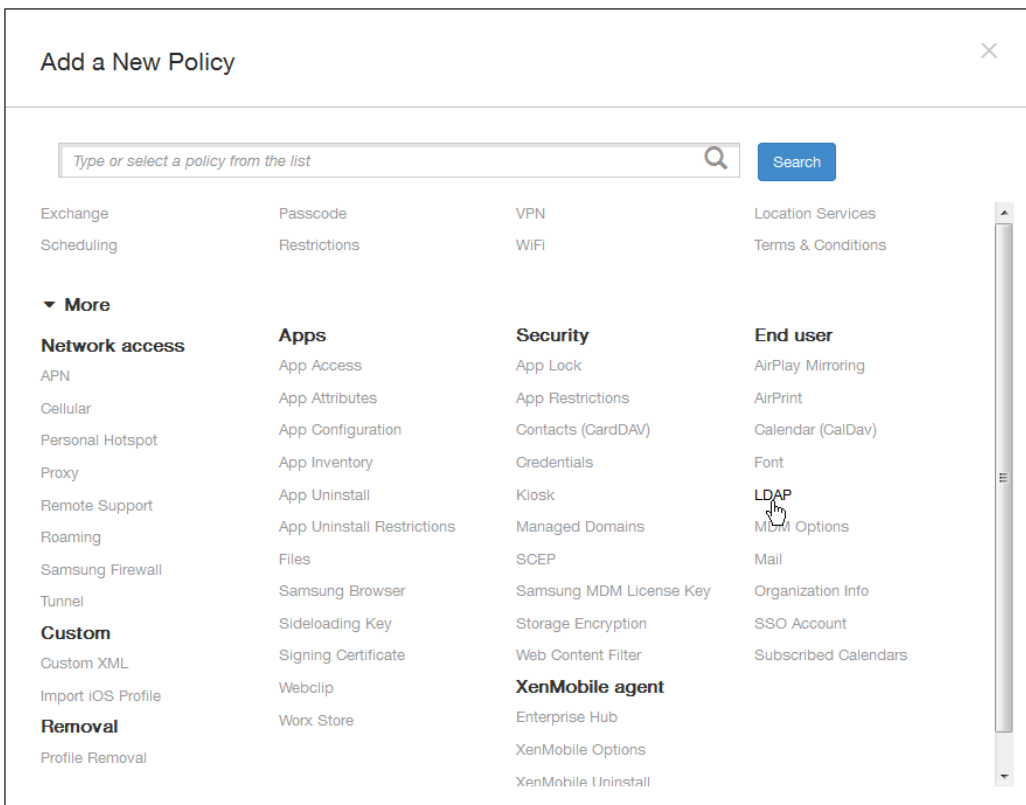 Add a New Policy
Type or select a policy from the list
Search
Exchange
Passcode
VPN
Location Services
Scheduling
Restrictions
WiFi
Terms & Conditions
More
Network access
APN
Cellular
Personal Hotspot
Proxy
Remote Support
Roaming
Samsung Firewall
Tunnel
Custom
Custom XML
Import iOS Profile
Removal
Profile Removal
Apps
App Access
App Attributes
App Configuration
App Inventory
App Uninstall
App Uninstall Restrictions
Files
Samsung Browser
Sideloading Key
Signing Certificate
Webclip
Worx Store
Security
App Lock
App Restrictions
Contacts (CardDAV)
Credentials
Kiosk
Managed Domains
SCEP
Samsung MDM License Key
Storage Encryption
Web Content Filter
XenMobile agent
Enterprise Hub
XenMobile Options
XenMobile Uninstall
End user
AirPlay Mirroring
AirPrint
Calendar (CalDav)
Font
LDAP
MDM Options
Mail
Organization Info
SSO Account
Subscribed Calendars